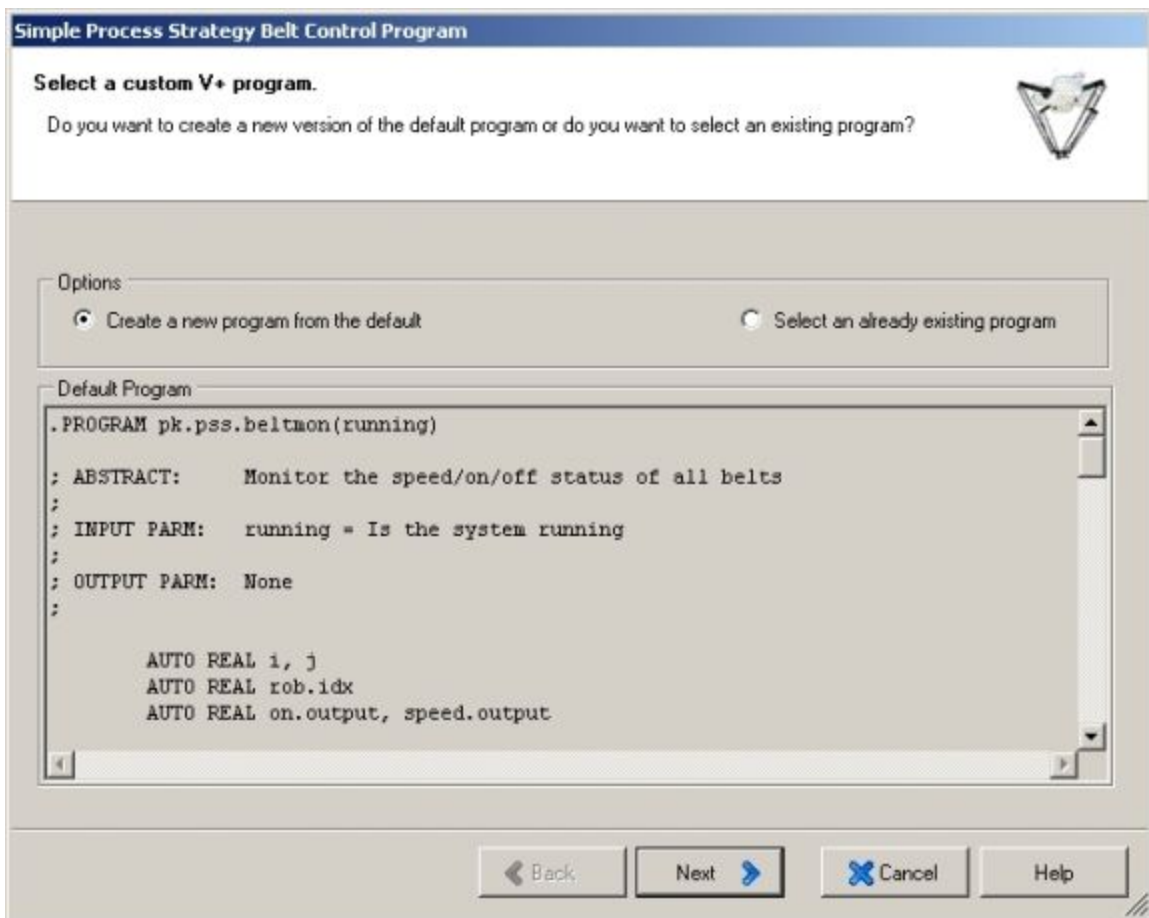 Simple Process Strategy Belt Control Program
Select a custom V+ program.
Do you want to create a new version of the default program or do you want to select an existing program?
Options
Create a new program from the default
Select an already existing program
Default Program
.PROGRAM pk.pss.beltmon(running)
; ABSTRACT: Monitor the speed/on/off status of all belts
;
; INPUT PARM: running = Is the system running
;
; OUTPUT PARM: None
;
AUTO REAL i, j
AUTO REAL rob.idx
AUTO REAL on.output, speed.output
Back
Next
Cancel
Help